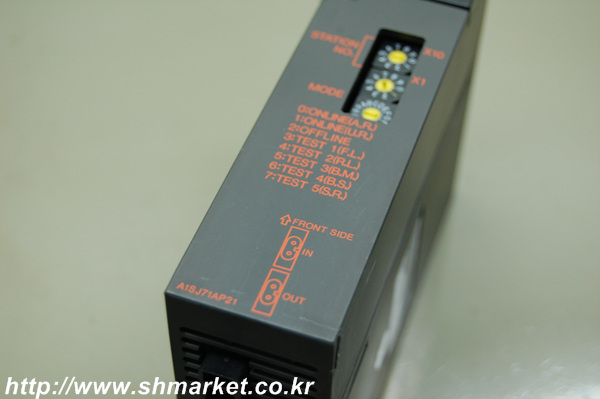 STATION NO.
X10
X1
MODE
0:ONLINE(A.R.)
1:ONLINE(U.R.)
2:OFFLINE
3:TEST 1(F.L.)
4:TEST 2(R.L.)
5:TEST 3(B.M.)
6:TEST 4(B.S.)
7:TEST 5(S.R.)
FRONT SIDE
IN
OUT
A1SJ71AP21
http://www.shmarket.co.kr